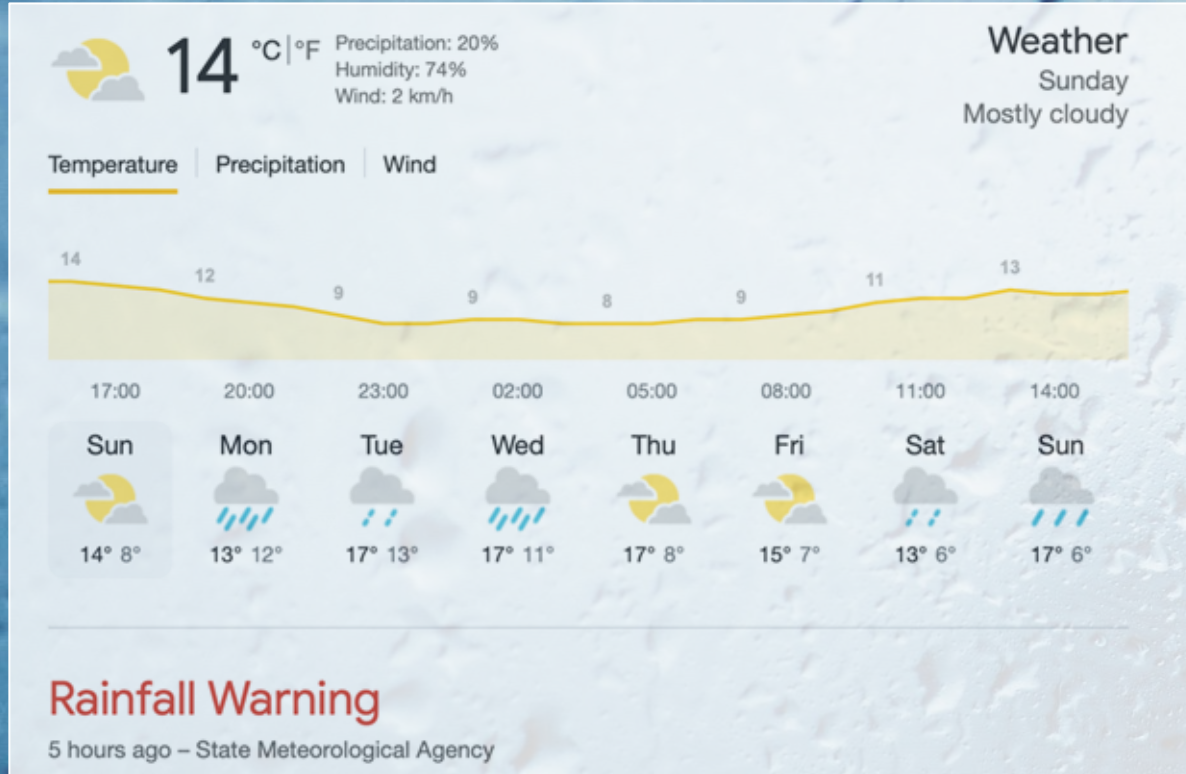 14 °C|°F
Precipitation: 20%
Humidity: 74%
Wind: 2 km/h
Weather
Sunday
Mostly cloudy
Temperature Precipitation Wind
14 12 9 9 8 9 11 13
17:00 20:00 23:00 02:00 05:00 08:00 11:00 14:00
Sun Mon Tue Wed Thu Fri Sat Sun
14° 8° 13° 12° 17° 13° 17° 11° 17° 8° 15° 7° 13° 6° 17° 6°
Rainfall Warning
5 hours ago – State Meteorological Agency